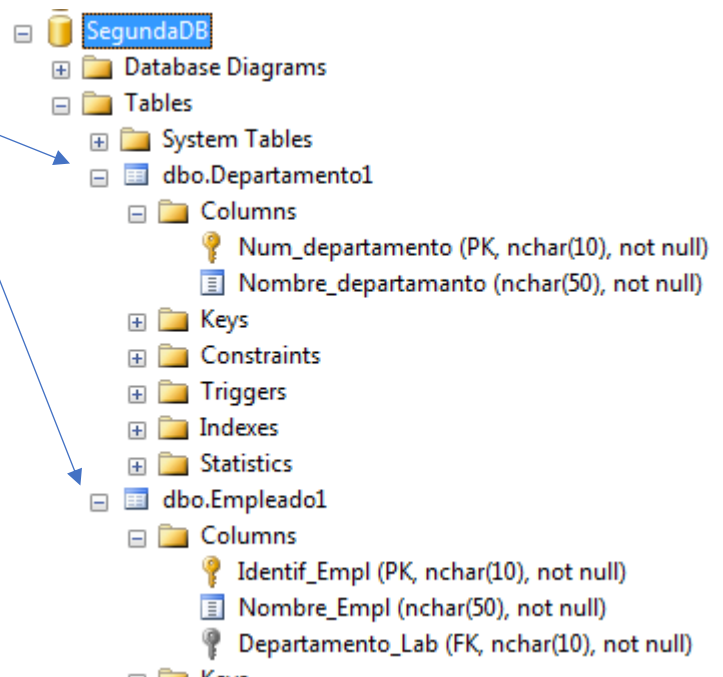 SegundaDB
Database Diagrams
Tables
System Tables
dbo.Departamento1
Columns
Num_departamento (PK, nchar(10), not null)
Nombre_departamanto (nchar(50), not null)
Keys
Constraints
Triggers
Indexes
Statistics
dbo.Empleado1
Columns
Identif_Empl (PK, nchar(10), not null)
Nombre_Empl (nchar(50), not null)
Departamento_Lab (FK, nchar(10), not null)
Keys